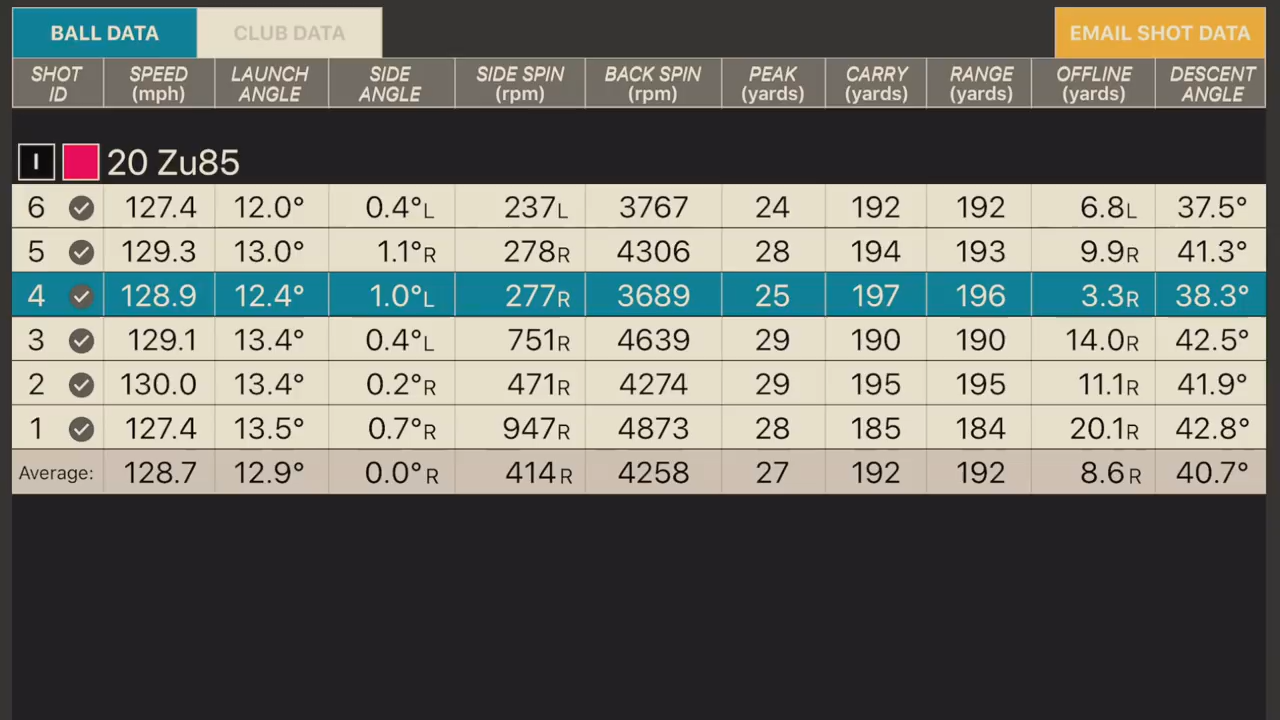 BALL DATA CLUB DATA EMAIL SHOT DATA
SHOT ID SPEED (mph) LAUNCH ANGLE SIDE ANGLE SIDE SPIN (rpm) BACK SPIN (rpm) PEAK (yards) CARRY (yards) RANGE (yards) OFFLINE (yards) DESCENT ANGLE
I 20 Zu85
6 127.4 12.0° 0.4°L 237L 3767 24 192 192 6.8L 37.5°
5 129.3 13.0° 1.1°R 278R 4306 28 194 193 9.9R 41.3°
4 128.9 12.4° 1.0°L 277R 3689 25 197 196 3.3R 38.3°
3 129.1 13.4° 0.4°L 751R 4639 29 190 190 14.0R 42.5°
2 130.0 13.4° 0.2°R 471R 4274 29 195 195 11.1R 41.9°
1 127.4 13.5° 0.7°R 947R 4873 28 185 184 20.1R 42.8°
Average: 128.7 12.9° 0.0°R 414R 4258 27 192 192 8.6R 40.7°